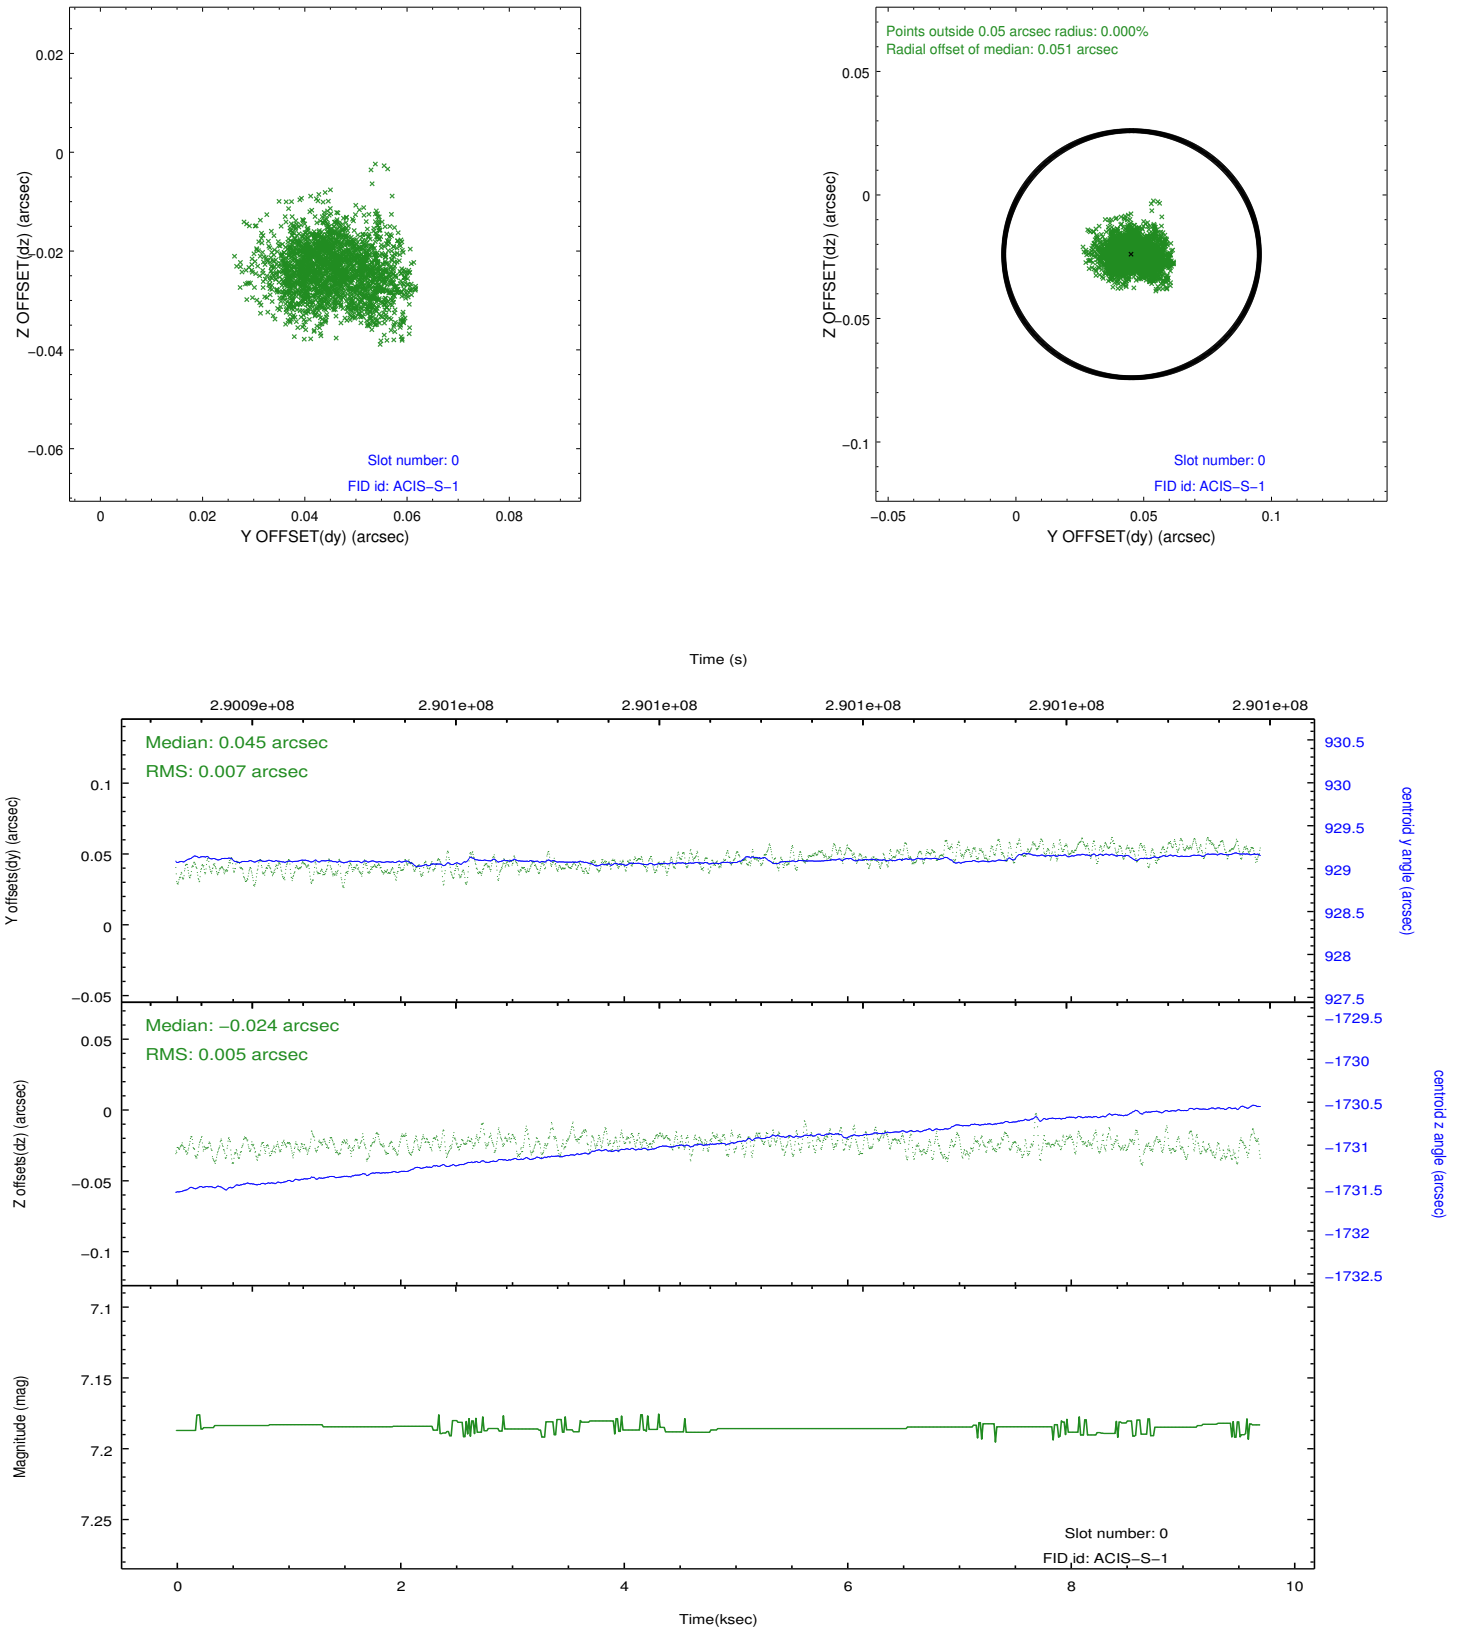 0.02
0
−0.02
−0.04
−0.06
Z OFFSET(dz) (arcsec)
Slot number: 0
FID id: ACIS−S−1
0
0.02
0.04
0.06
0.08
Y OFFSET(dy) (arcsec)
Points outside 0.05 arcsec radius: 0.000%
Radial offset of median: 0.051 arcsec
0.05
0
−0.05
−0.1
Z OFFSET(dz) (arcsec)
Slot number: 0
FID id: ACIS−S−1
−0.05
0
0.05
0.1
Y OFFSET(dy) (arcsec)
Time (s)
2.9009e+08
2.901e+08
2.901e+08
2.901e+08
2.901e+08
2.901e+08
Median: 0.045 arcsec
RMS: 0.007 arcsec
0.1
0.05
0
−0.05
Y offsets(dy) (arcsec)
930.5
930
929.5
929
928.5
928
927.5
centroid y angle (arcsec)
Median: −0.024 arcsec
RMS: 0.005 arcsec
0.05
0
−0.05
−0.1
Z offsets(dz) (arcsec)
−1729.5
−1730
−1730.5
−1731
−1731.5
−1732
−1732.5
centroid z angle (arcsec)
7.1
7.15
7.2
7.25
Magnitude (mag)
Slot number: 0
FID id: ACIS−S−1
0
2
4
6
8
10
Time(ksec)